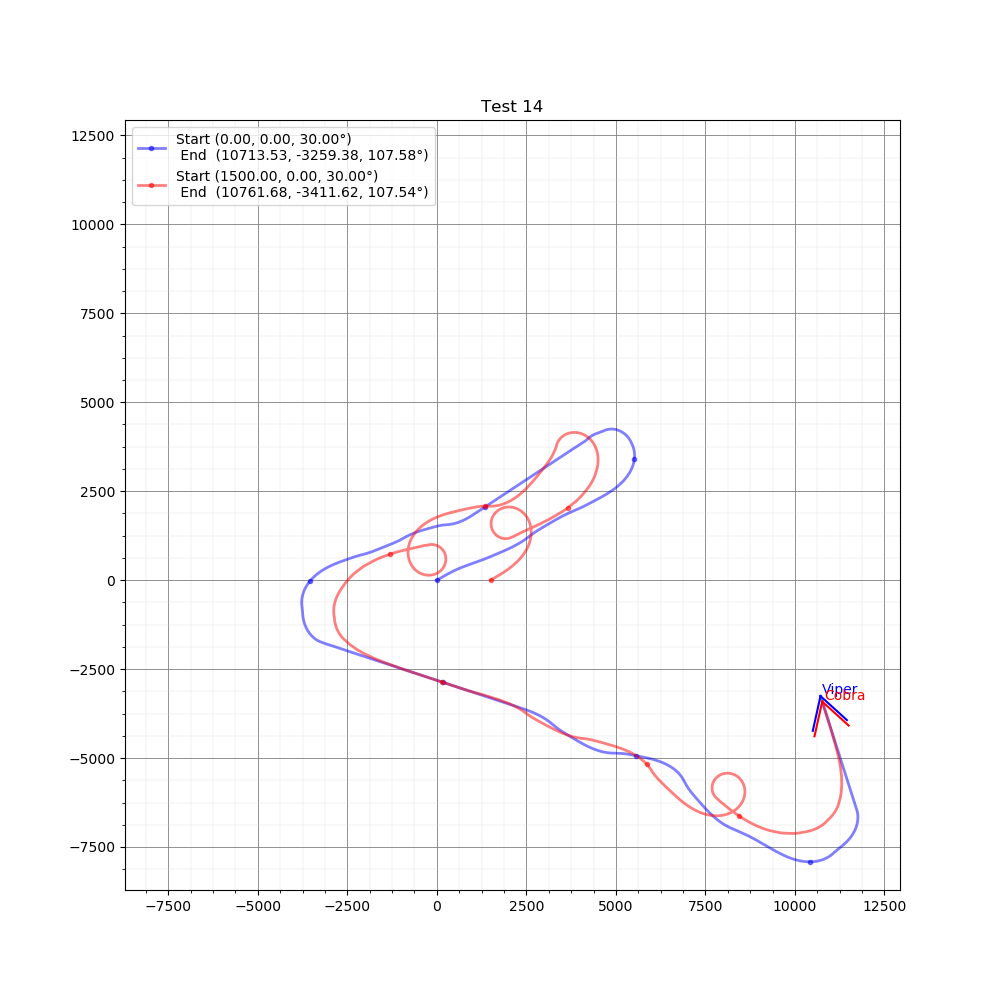 Test 14
Start (0.00, 0.00, 30.00°)
End (10713.53, -3259.38, 107.58°)
Start (1500.00, 0.00, 30.00°)
End (10761.68, -3411.62, 107.54°)
12500
10000
7500
5000
2500
0
−2500
−5000
−7500
Viper
Cobra
−7500 −5000 −2500 0 2500 5000 7500 10000 12500